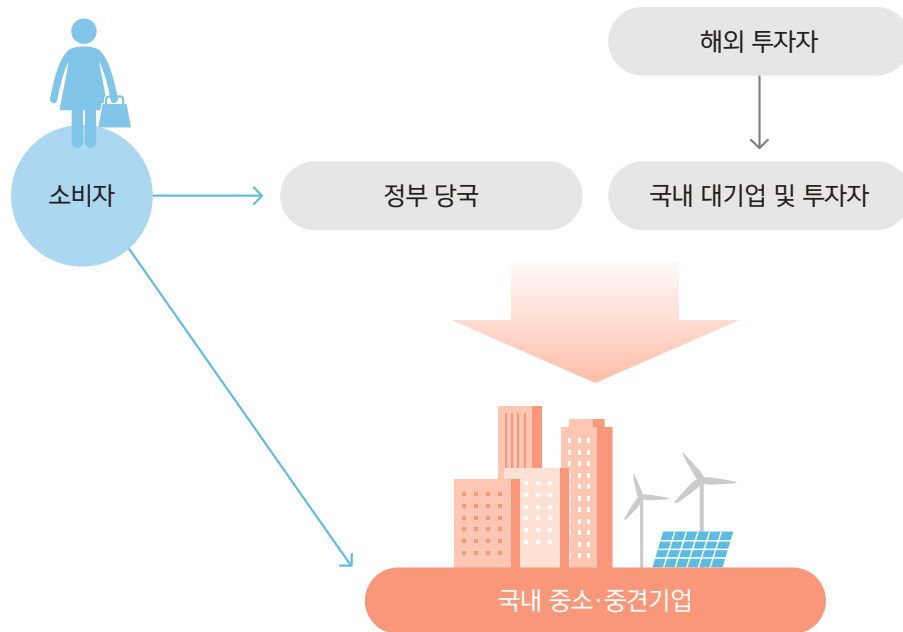 해외 투자자
소비자
정부 당국
국내 대기업 및 투자자
국내 중소·중견기업